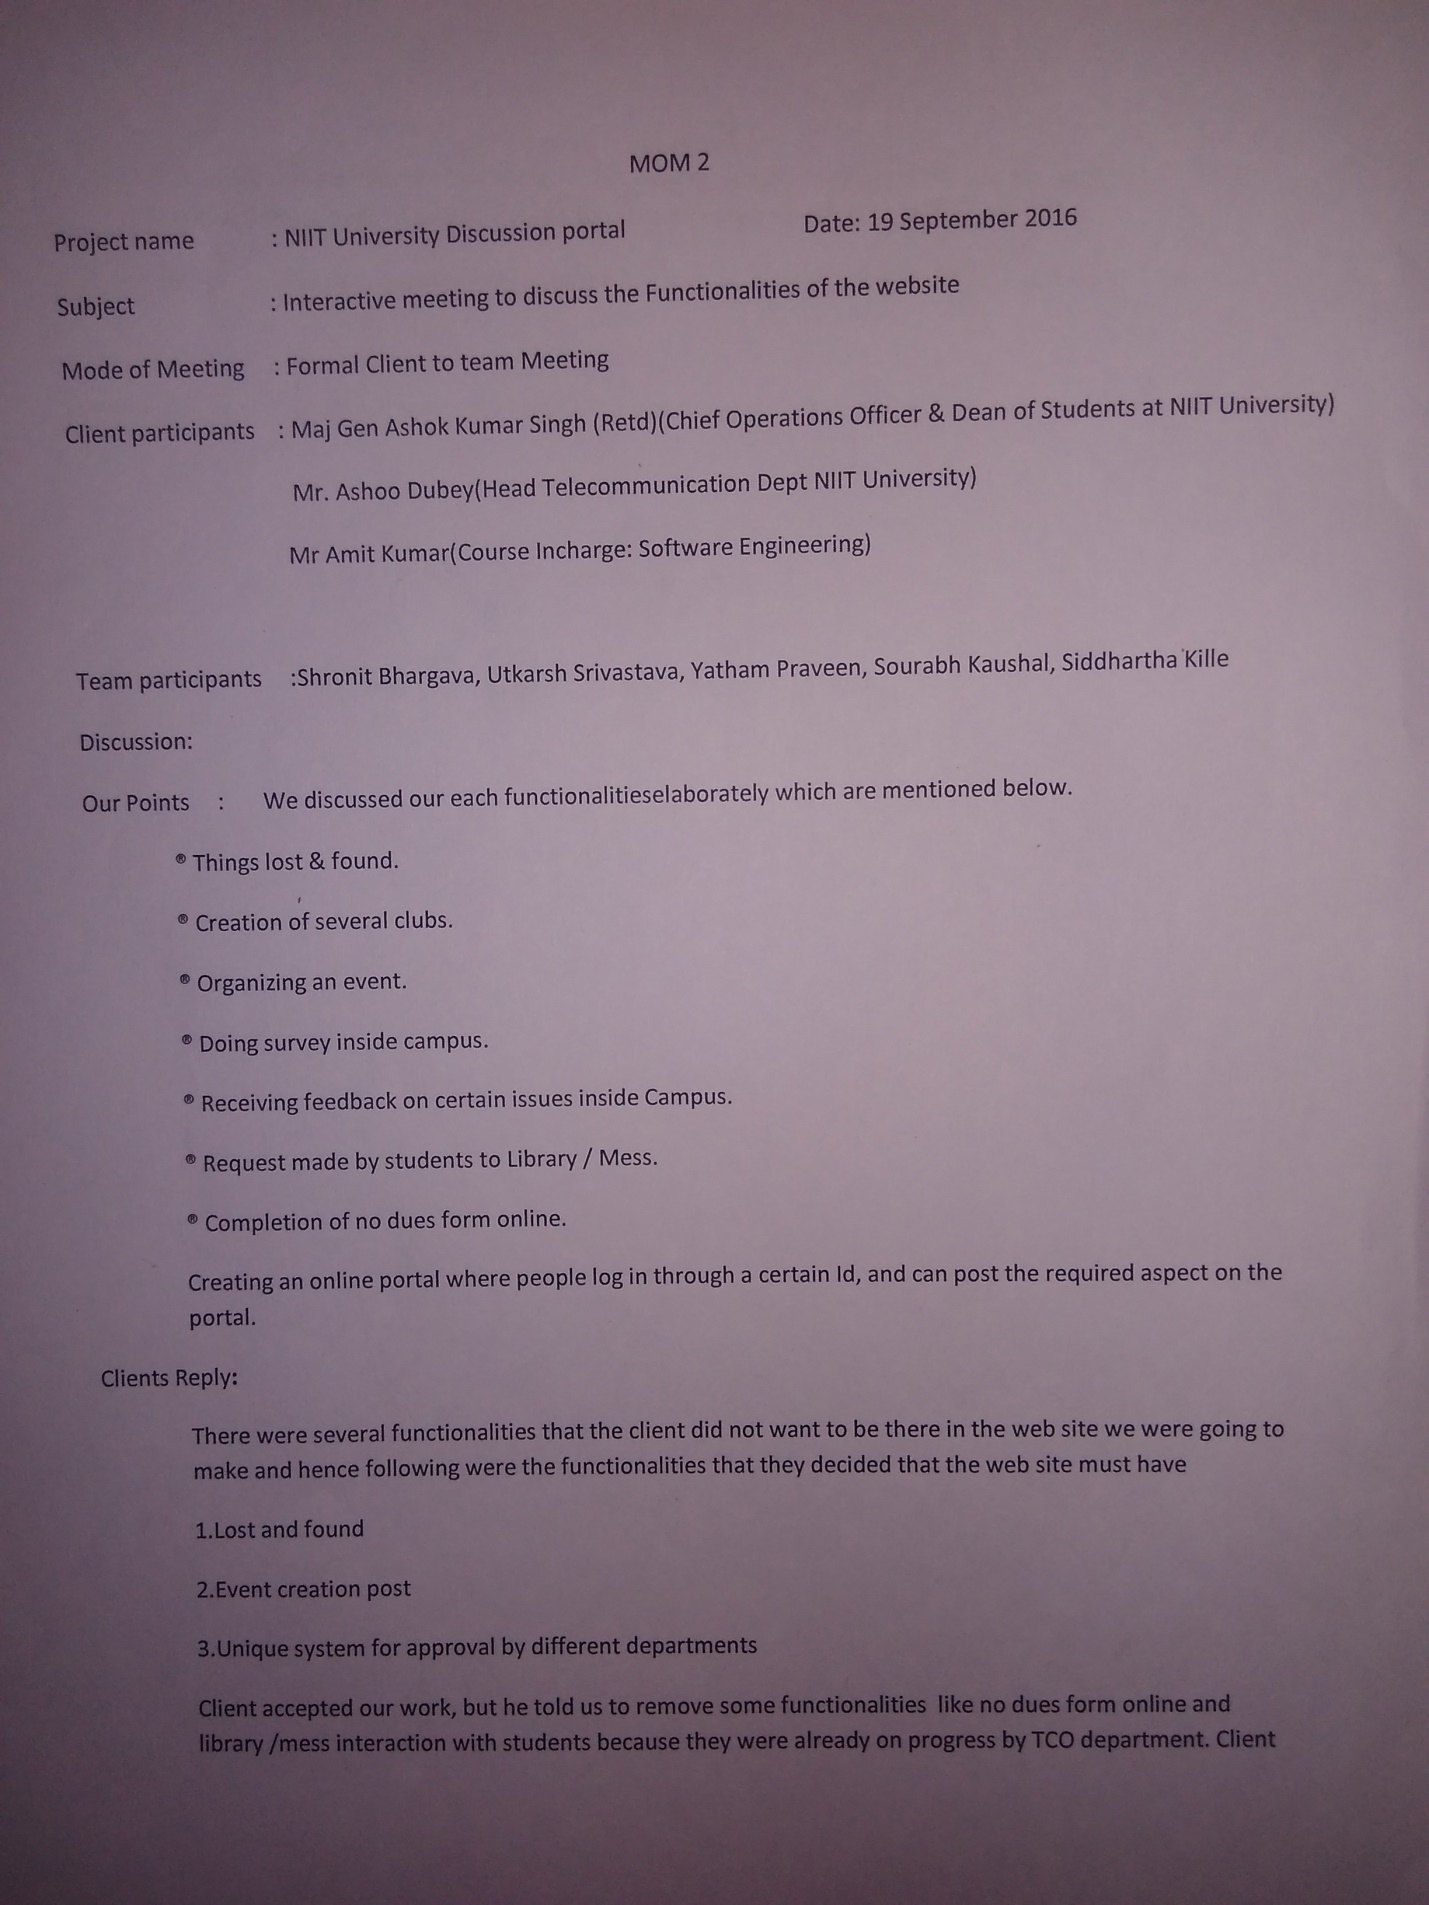 MOM 2
Project name : NIIT University Discussion portal Date: 19 September 2016
Subject : Interactive meeting to discuss the Functionalities of the website
Mode of Meeting : Formal Client to team Meeting
Client participants : Maj Gen Ashok Kumar Singh (Retd)(Chief Operations Officer & Dean of Students at NIIT University)
Mr. Ashoo Dubey(Head Telecommunication Dept NIIT University)
Mr Amit Kumar(Course Incharge: Software Engineering)
Team participants :Shronit Bhargava, Utkarsh Srivastava, Yatham Praveen, Sourabh Kaushal, Siddhartha Kille
Discussion:
Our Points : We discussed our each functionalitieselaborately which are mentioned below.
® Things lost & found.
® Creation of several clubs.
® Organizing an event.
® Doing survey inside campus.
® Receiving feedback on certain issues inside Campus.
® Request made by students to Library / Mess.
® Completion of no dues form online.
Creating an online portal where people log in through a certain Id, and can post the required aspect on the
portal.
Clients Reply:
There were several functionalities that the client did not want to be there in the web site we were going to
make and hence following were the functionalities that they decided that the web site must have
1.Lost and found
2.Event creation post
3.Unique system for approval by different departments
Client accepted our work, but he told us to remove some functionalities like no dues form online and
library /mess interaction with students because they were already on progress by TCO department. Client